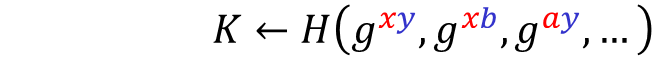 K ← H(g^{xy}, g^{xb}, g^{ay}, …)